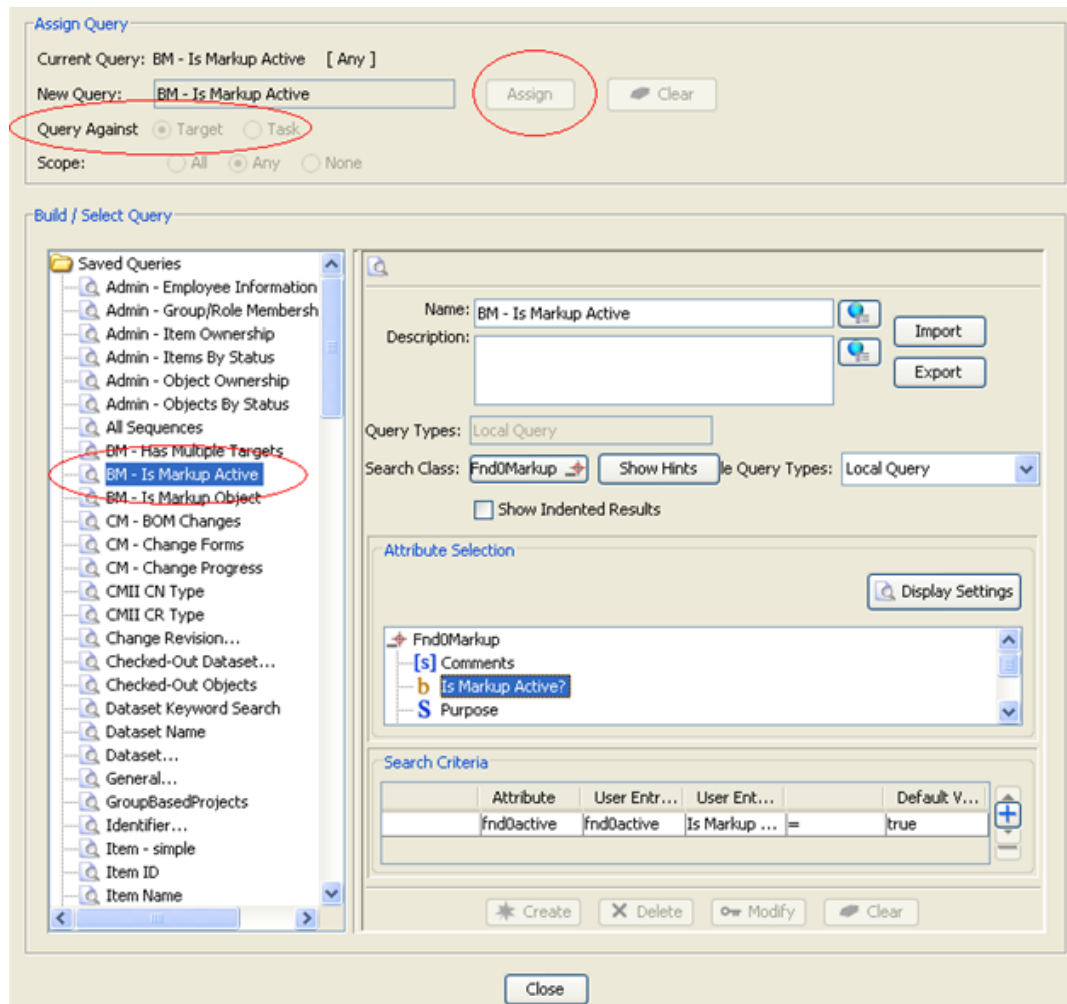 Assign Query
Current Query: BM - Is Markup Active [ Any ]
New Query: BM - Is Markup Active Assign Clear
Query Against Target Task
Scope: All Any None
Build / Select Query
Saved Queries
Admin - Employee Information
Admin - Group/Role Membersh
Admin - Item Ownership
Admin - Items By Status
Admin - Object Ownership
Admin - Objects By Status
All Sequences
BM - Has Multiple Targets
BM - Is Markup Active
BM - Is Markup Object
CM - BOM Changes
CM - Change Forms
CM - Change Progress
CMII CN Type
CMII CR Type
Change Revision...
Checked-Out Dataset...
Checked-Out Objects
Dataset Keyword Search
Dataset Name
Dataset...
General...
GroupBasedProjects
Identifier...
Item - simple
Item ID
Item Name
Name: BM - Is Markup Active
Import
Description:
Export
Query Types: Local Query
Search Class: Fnd0Markup Show Hints le Query Types: Local Query
Show Indented Results
Attribute Selection
Display Settings
Fnd0Markup
[s] Comments
b Is Markup Active?
S Purpose
Search Criteria
Attribute User Entr... User Ent... Default V...
fnd0active fnd0active Is Markup ... = true
Create Delete Modify Clear
Close